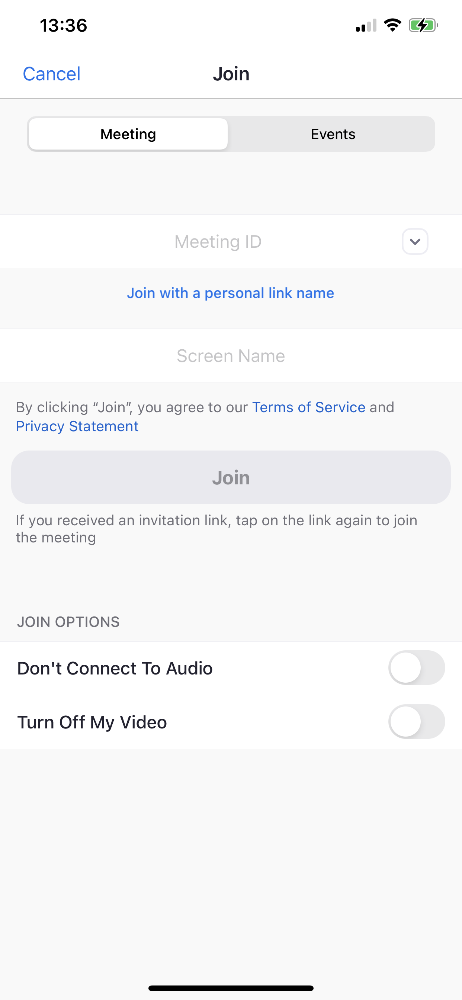 13:36
Cancel
Join
Meeting
Events
Meeting ID
Join with a personal link name
Screen Name
By clicking “Join”, you agree to our Terms of Service and
Privacy Statement
Join
If you received an invitation link, tap on the link again to join
the meeting
JOIN OPTIONS
Don't Connect To Audio
Turn Off My Video